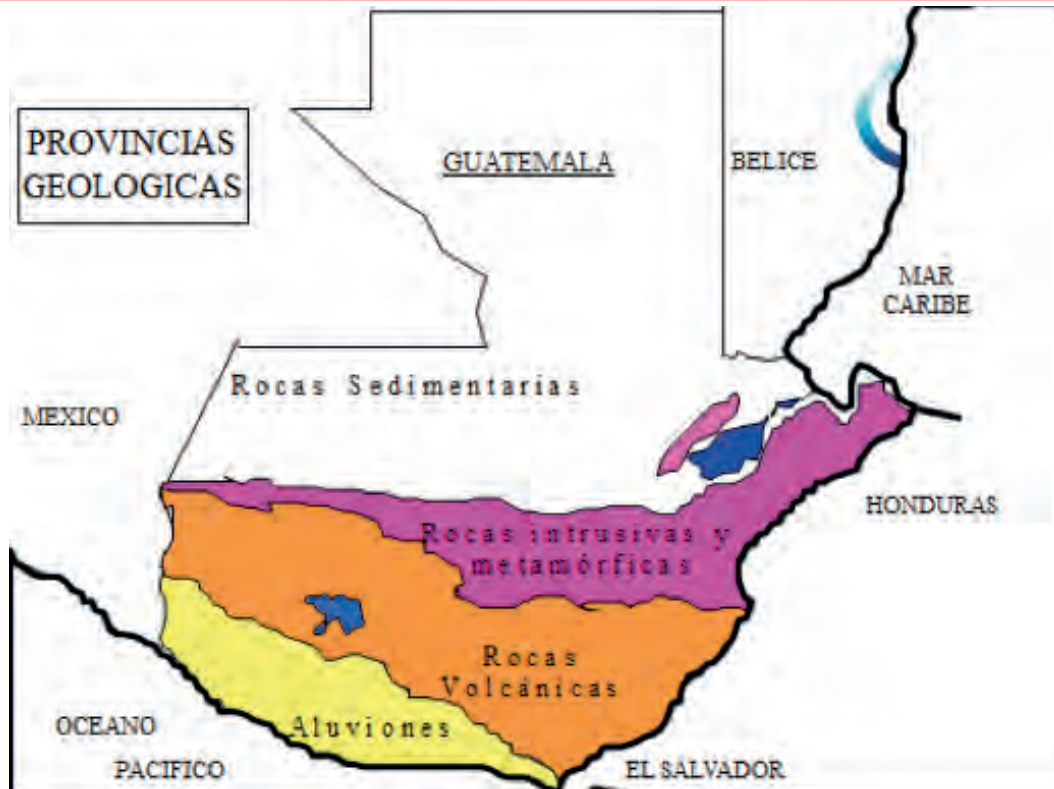 PROVINCIAS
GEOLOGICAS
GUATEMALA
BELICE
MAR
CARIBE
Rocas Sedimentarias
MEXICO
HONDURAS
Rocas intrusivas y
metamórficas
Rocas
Volcánicas
Aluviones
OCEANO
PACIFICO
EL SALVADOR